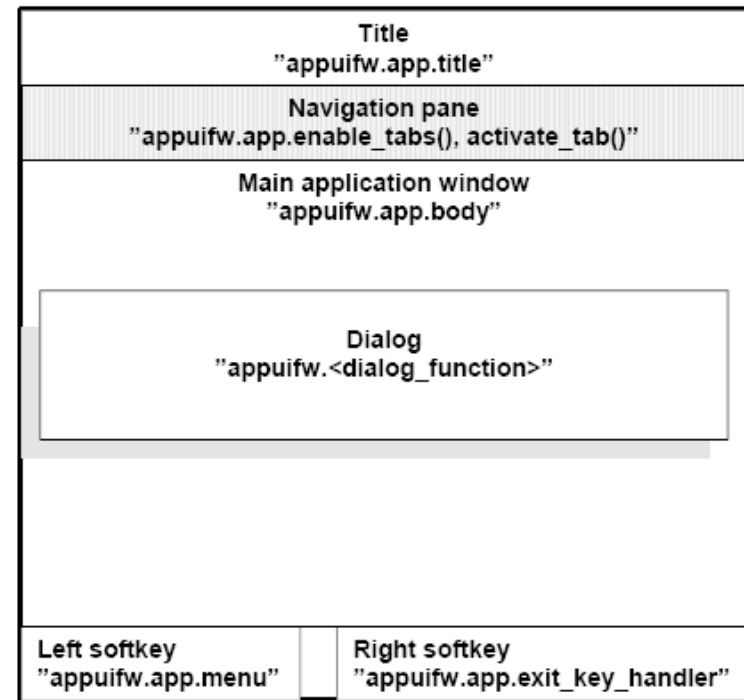 Title
”appuifw.app.title”
Navigation pane
”appuifw.app.enable_tabs(), activate_tab()”
Main application window
”appuifw.app.body”
Dialog
”appuifw.<dialog_function>”
Left softkey
”appuifw.app.menu”
Right softkey
”appuifw.app.exit_key_handler”